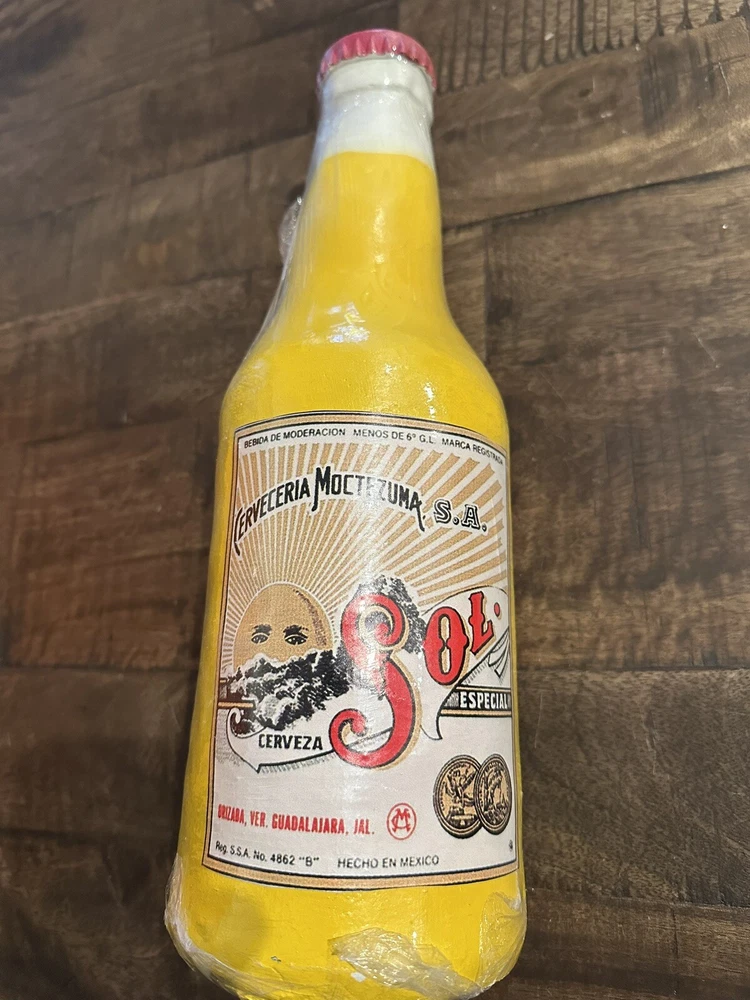 BEBIDA DE MODERACION MENOS DE 6° G.L. MARCA REGISTRADA
CERVECERIA MOCTEZUMA, S.A.
SOL.
ESPECIAL
CERVEZA
ORIZABA, VER. GUADALAJARA, JAL.
Reg. S.S.A. No. 4862 "B" HECHO EN MEXICO